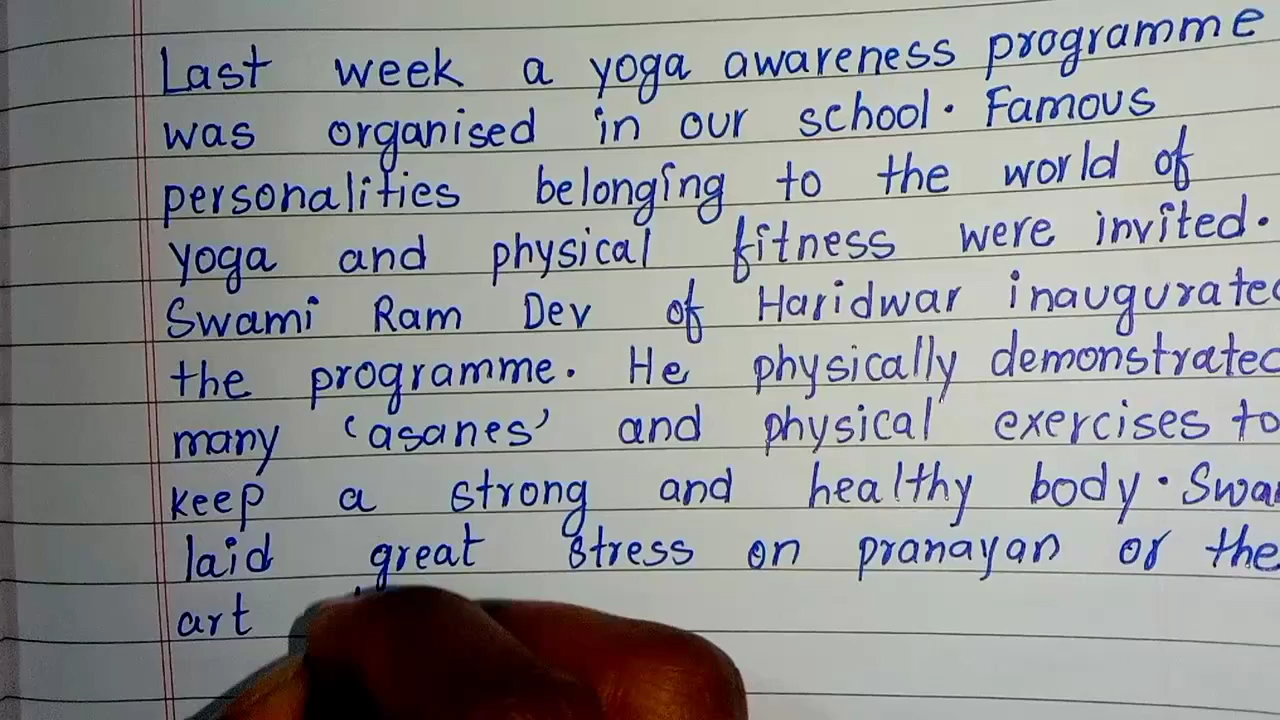 Last week a yoga awareness programme
was organised in our school. Famous
personalities belonging to the world of
yoga and physical fitness were invited.
Swami Ram Dev of Haridwar inaugurated
the programme. He physically demonstrated
many 'asanes' and physical exercises to
keep a strong and healthy body. Swa
laid great stress on pranayan or the
art